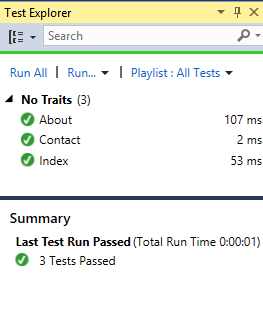 Test Explorer
Search
Run All | Run... | Playlist : All Tests
No Traits (3)
About 107 ms
Contact 2 ms
Index 53 ms
Summary
Last Test Run Passed (Total Run Time 0:00:01)
3 Tests Passed